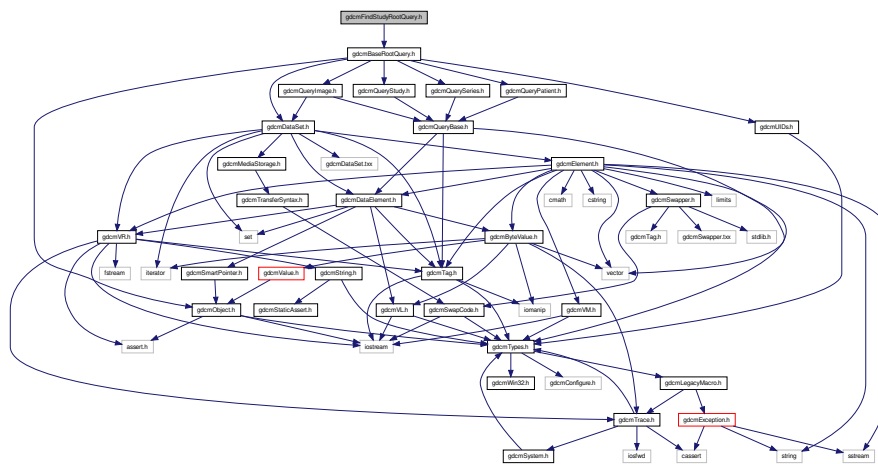 gdcmFindStudyRootQuery.h
gdcmBaseRootQuery.h
gdcmQueryImage.h
gdcmQueryStudy.h
gdcmQuerySeries.h
gdcmQueryPatient.h
gdcmDataSet.h
gdcmQueryBase.h
gdcmUIDs.h
gdcmMediaStorage.h
gdcmDataSet.txx
gdcmElement.h
gdcmTransferSyntax.h
gdcmDataElement.h
cmath
cstring
gdcmSwapper.h
limits
gdcmVR.h
set
gdcmByteValue.h
gdcmTag.h
gdcmSwapper.txx
stdlib.h
fstream
iterator
gdcmSmartPointer.h
gdcmValue.h
gdcmString.h
gdcmTag.h
vector
gdcmObject.h
gdcmStaticAssert.h
gdcmVL.h
gdcmSwapCode.h
iomanip
gdcmVM.h
assert.h
iostream
gdcmTypes.h
gdcmWin32.h
gdcmConfigure.h
gdcmLegacyMacro.h
gdcmTrace.h
gdcmException.h
gdcmSystem.h
iosfwd
cassert
string
sstream